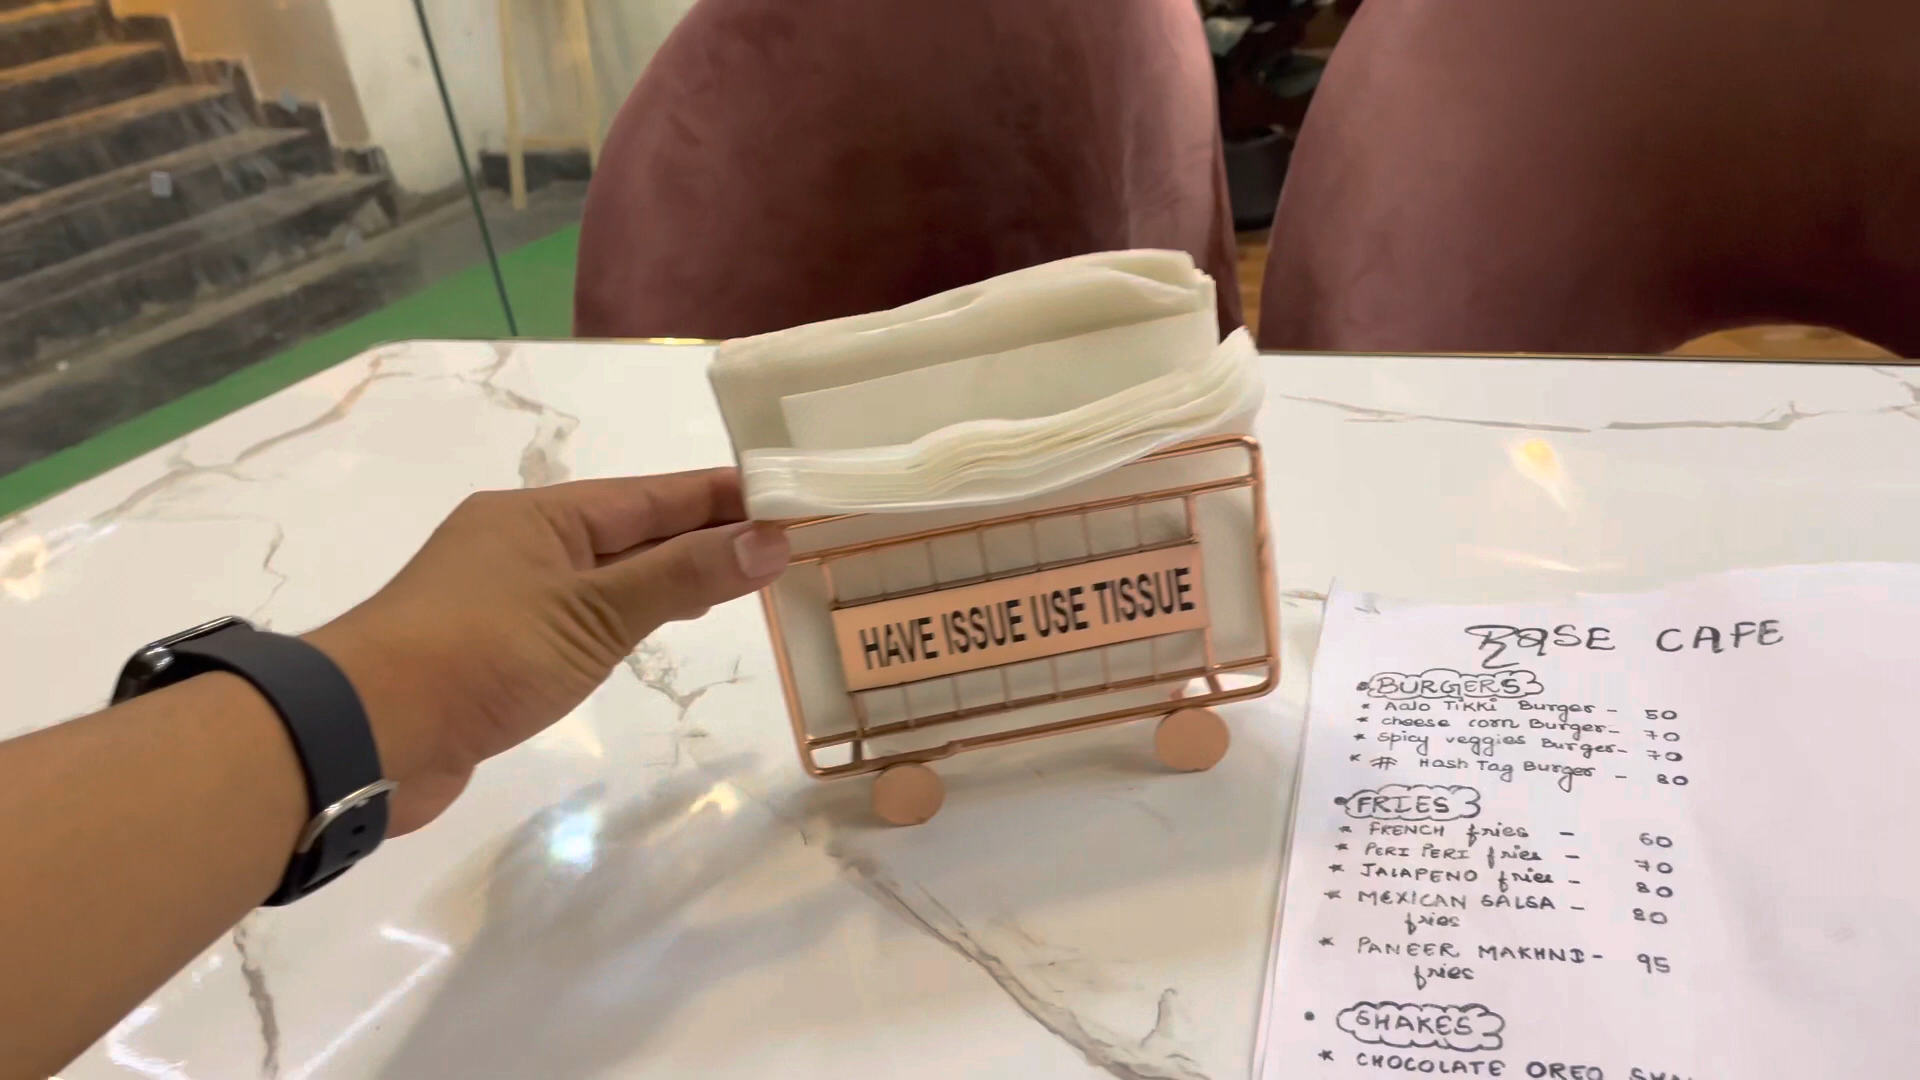 HAVE ISSUE USE TISSUE
ROSE CAFE
BURGERS
* Aalo Tikki Burger - 50
* cheese corn Burger- 70
* Spicy veggies Burger- 70
* # Hash Tag Burger - 80
FRIES
* FRENCH fries - 60
* PERI PERI fries - 70
* JALAPENO fries - 80
* MEXICAN SALSA - 80
fries
* PANEER MAKHNI- 95
fries
SHAKES
* CHOCOLATE OREO